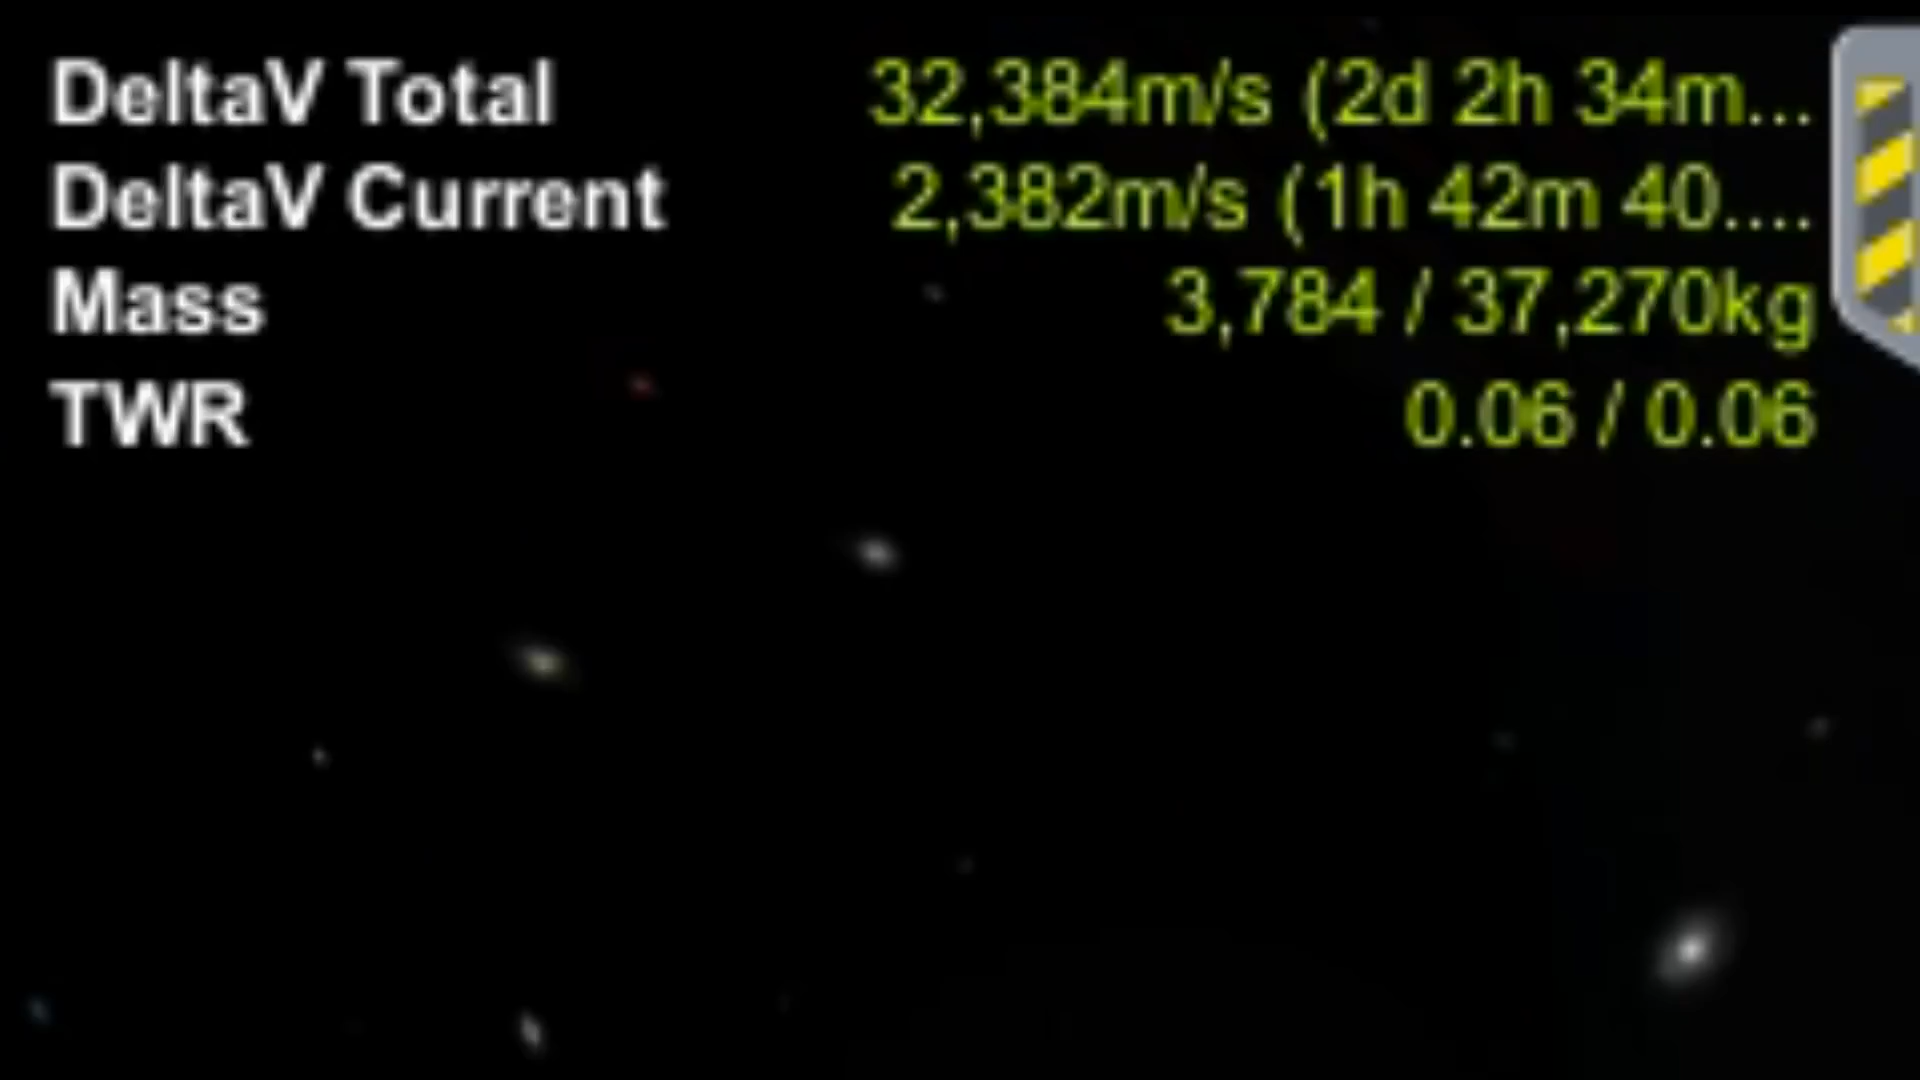 DeltaV Total 32,384m/s (2d 2h 34m...
DeltaV Current 2,382m/s (1h 42m 40....
Mass 3,784 / 37,270kg
TWR 0.06 / 0.06